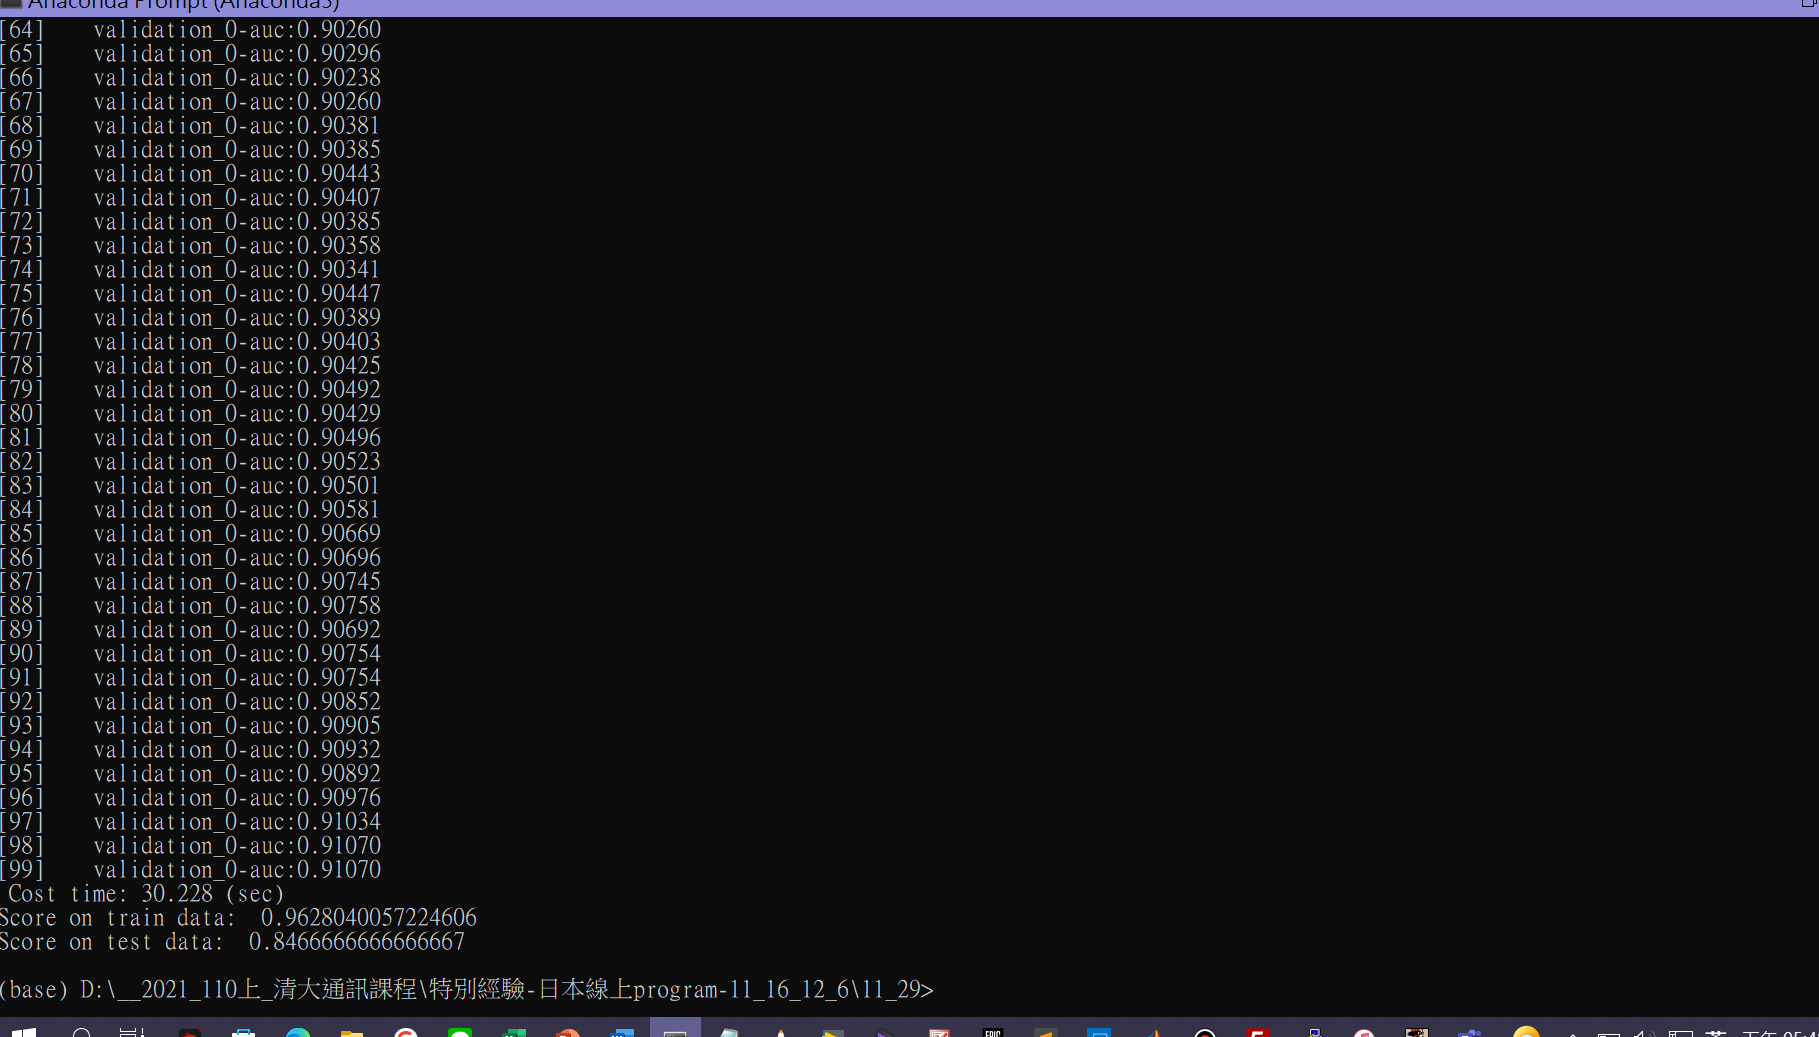 Anaconda Prompt (Anaconda3)
[64] validation_0-auc:0.90260
[65] validation_0-auc:0.90296
[66] validation_0-auc:0.90238
[67] validation_0-auc:0.90260
[68] validation_0-auc:0.90381
[69] validation_0-auc:0.90385
[70] validation_0-auc:0.90443
[71] validation_0-auc:0.90407
[72] validation_0-auc:0.90385
[73] validation_0-auc:0.90358
[74] validation_0-auc:0.90341
[75] validation_0-auc:0.90447
[76] validation_0-auc:0.90389
[77] validation_0-auc:0.90403
[78] validation_0-auc:0.90425
[79] validation_0-auc:0.90492
[80] validation_0-auc:0.90429
[81] validation_0-auc:0.90496
[82] validation_0-auc:0.90523
[83] validation_0-auc:0.90501
[84] validation_0-auc:0.90581
[85] validation_0-auc:0.90669
[86] validation_0-auc:0.90696
[87] validation_0-auc:0.90745
[88] validation_0-auc:0.90758
[89] validation_0-auc:0.90692
[90] validation_0-auc:0.90754
[91] validation_0-auc:0.90754
[92] validation_0-auc:0.90852
[93] validation_0-auc:0.90905
[94] validation_0-auc:0.90932
[95] validation_0-auc:0.90892
[96] validation_0-auc:0.90976
[97] validation_0-auc:0.91034
[98] validation_0-auc:0.91070
[99] validation_0-auc:0.91070
Cost time: 30.228 (sec)
Score on train data: 0.9628040057224606
Score on test data: 0.8466666666666667
(base) D:\__2021_110上_清大通訊課程\特別經驗-日本線上program-11_16_12_6\11_29>